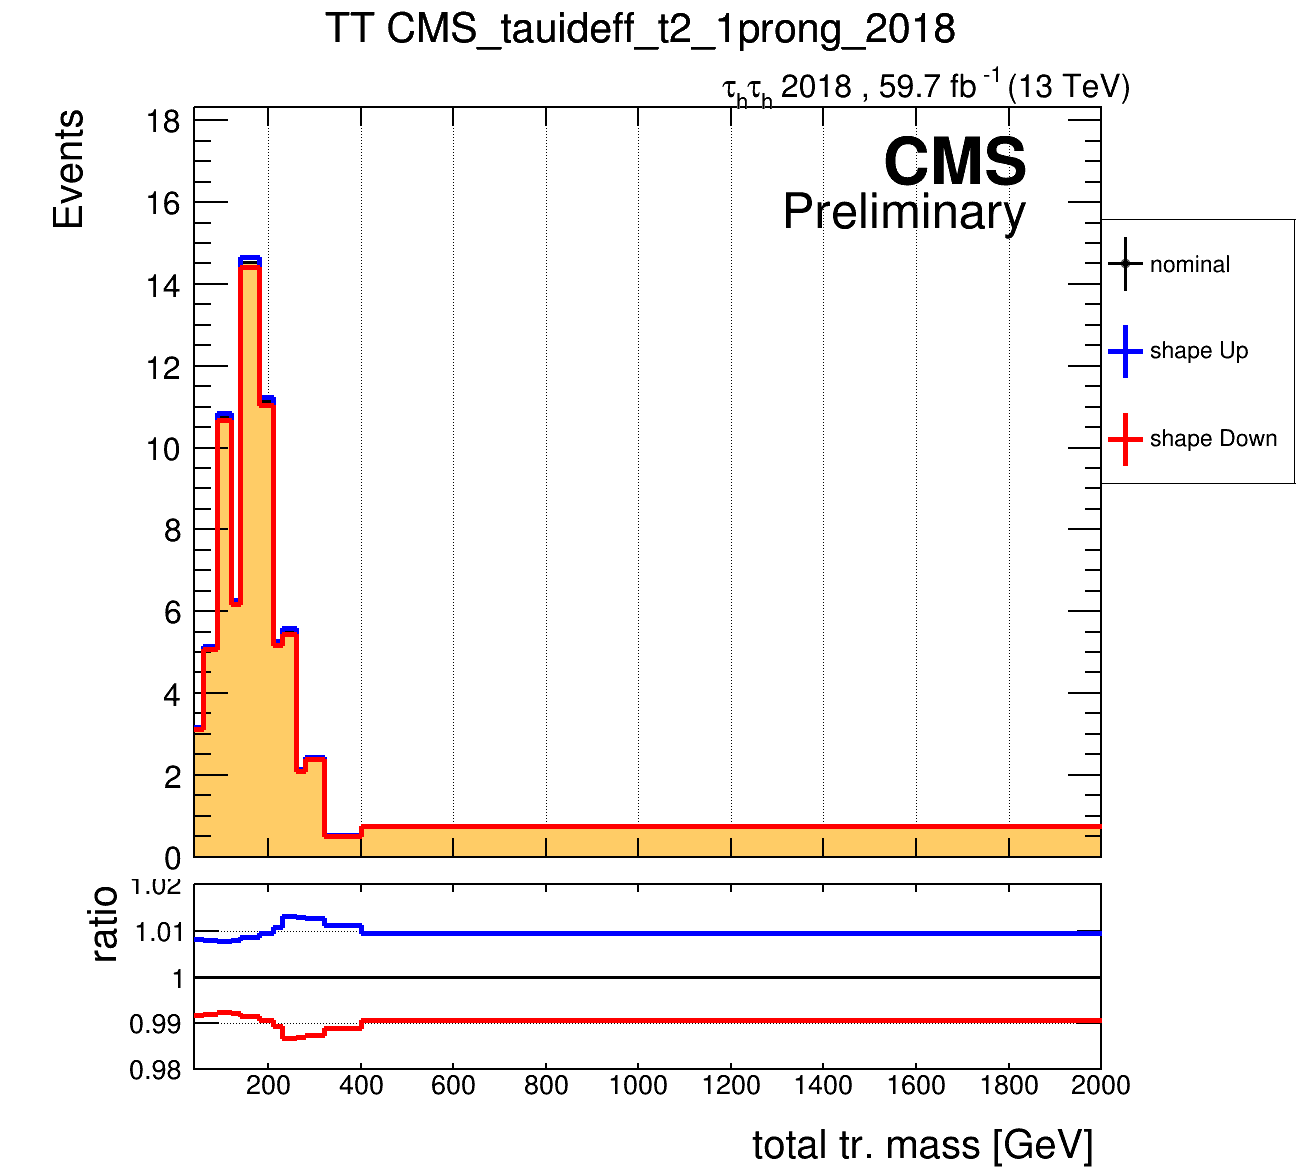 TT CMS_tauideff_t2_1prong_2018
τhτh 2018 , 59.7 fb-1 (13 TeV)
Events
CMS
Preliminary
18
16
14
12
10
8
6
4
2
0
nominal
shape Up
shape Down
ratio
1.02
1.01
1
0.99
0.98
200 400 600 800 1000 1200 1400 1600 1800 2000
total tr. mass [GeV]